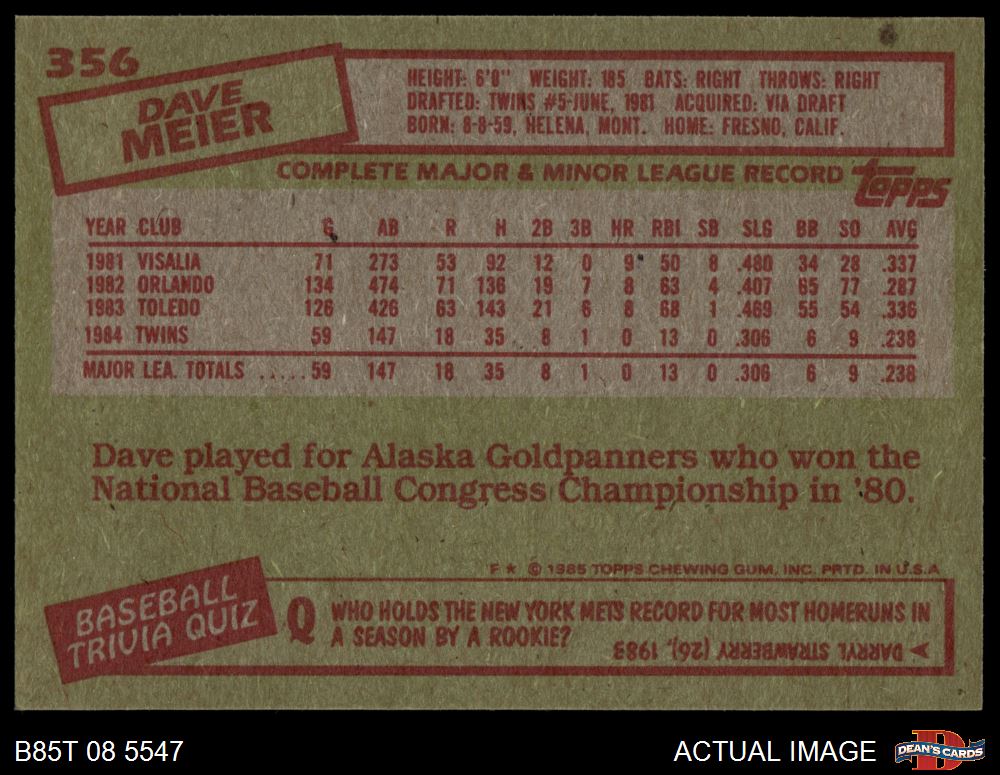 356
DAVE
MEIER
HEIGHT: 6'0" WEIGHT: 185 BATS: RIGHT THROWS: RIGHT
DRAFTED: TWINS #5-JUNE, 1981 ACQUIRED: VIA DRAFT
BORN: 8-8-59, HELENA, MONT. HOME: FRESNO, CALIF.
COMPLETE MAJOR & MINOR LEAGUE RECORD topps
YEAR CLUB G AB R H 2B 3B HR RBI SB SLG BB SO AVG
1981 VISALIA 71 273 53 92 12 0 9 50 8 .480 34 28 .337
1982 ORLANDO 134 474 71 136 19 7 8 63 4 .407 65 77 .287
1983 TOLEDO 126 426 63 143 21 6 8 68 1 .469 55 54 .336
1984 TWINS 59 147 18 35 8 1 0 13 0 .306 6 9 .238
MAJOR LEA. TOTALS .....59 147 18 35 8 1 0 13 0 .306 6 9 .238
Dave played for Alaska Goldpanners who won the
National Baseball Congress Championship in '80.
F★ © 1985 TOPPS CHEWING GUM, INC. PRTD. IN U.S.A
BASEBALL
TRIVIA QUIZ
Q WHO HOLDS THE NEW YORK METS RECORD FOR MOST HOMERUNS IN
A SEASON BY A ROOKIE?
A DARRYL STRAWBERRY (26), 1983
B85T 08 5547
ACTUAL IMAGE
D
DEAN'S CARDS